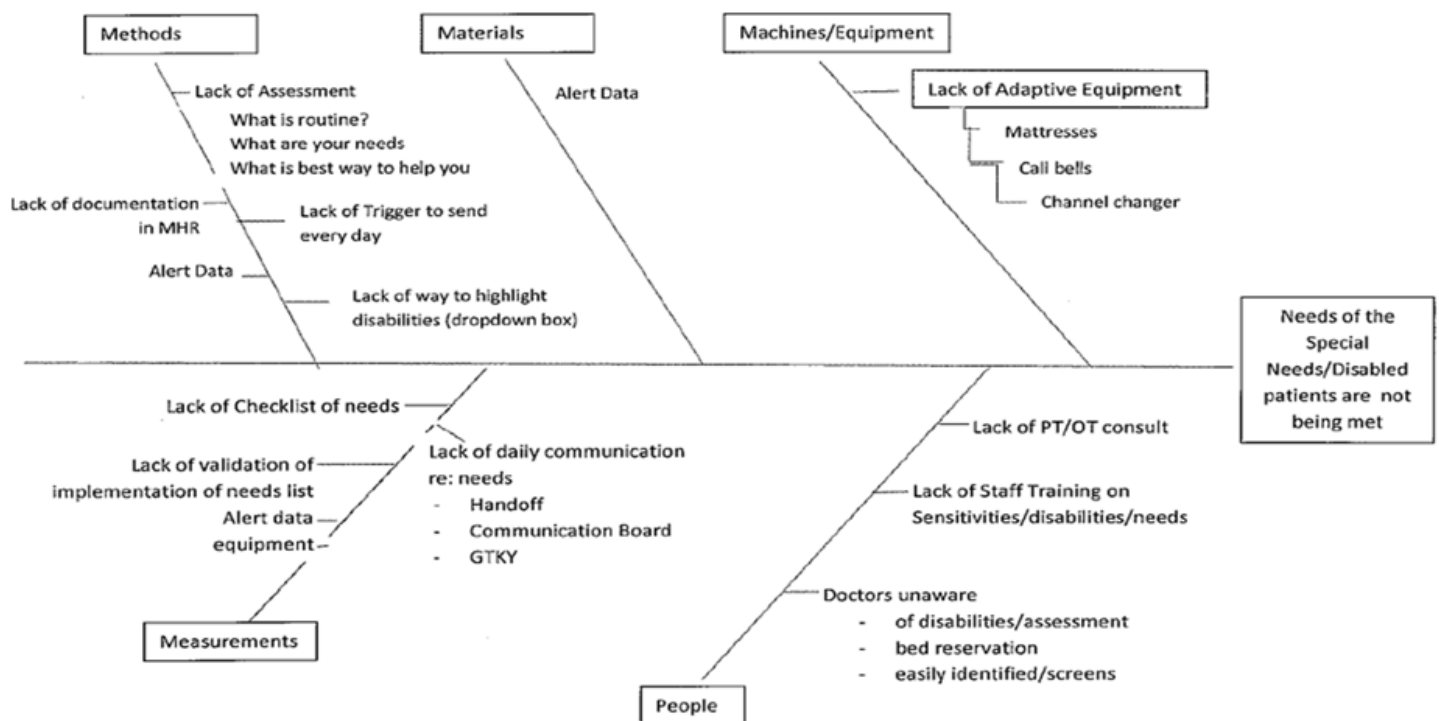 Methods
Materials
Machines/Equipment
Lack of Assessment
What is routine?
What are your needs
What is best way to help you
Lack of documentation
in MHR
Lack of Trigger to send
every day
Alert Data
Lack of way to highlight
disabilities (dropdown box)
Alert Data
Lack of Adaptive Equipment
Mattresses
Call bells
Channel changer
Needs of the
Special
Needs/Disabled
patients are not
being met
Lack of Checklist of needs
Lack of validation of
implementation of needs list
Alert data
equipment
Lack of daily communication
re: needs
- Handoff
- Communication Board
- GTKY
Measurements
Lack of PT/OT consult
Lack of Staff Training on
Sensitivities/disabilities/needs
Doctors unaware
- of disabilities/assessment
- bed reservation
- easily identified/screens
People